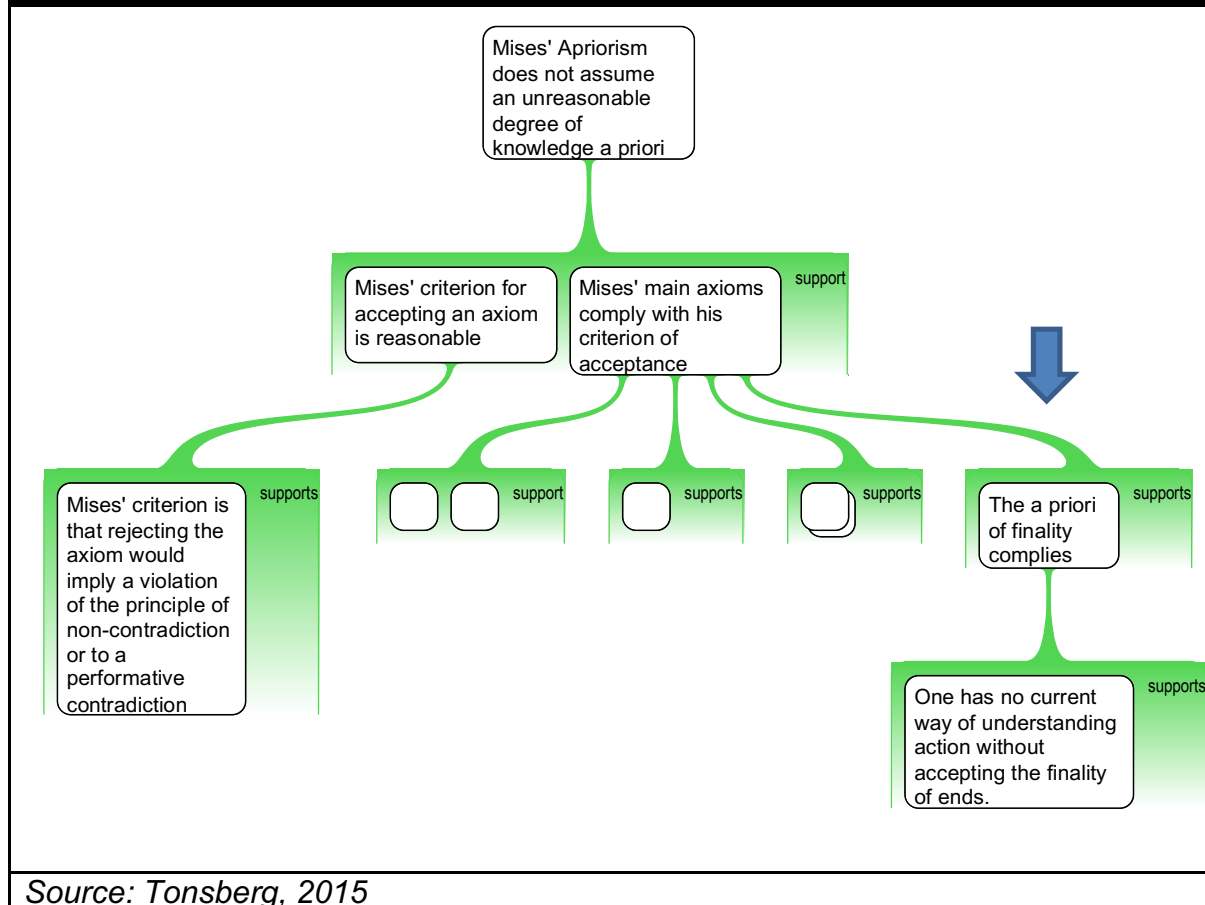 Mises' Apriorism
does not assume
an unreasonable
degree of
knowledge a priori
Mises' criterion for
accepting an axiom
is reasonable
Mises' main axioms
comply with his
criterion of
acceptance
support
Mises' criterion is
that rejecting the
axiom would
imply a violation
of the principle of
non-contradiction
or to a
performative
contradiction
supports
support
supports
supports
The a priori
of finality
complies
supports
One has no current
way of understanding
action without
accepting the finality
of ends.
supports
Source: Tonsberg, 2015